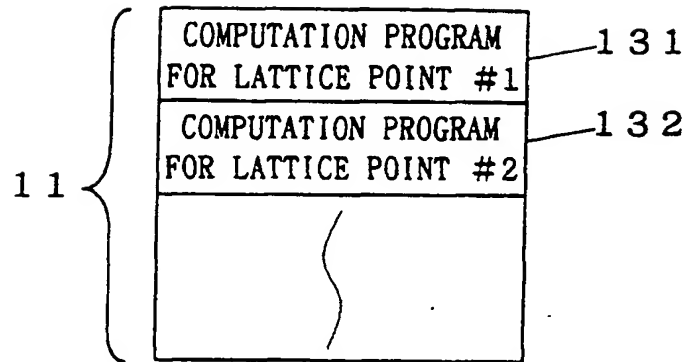 COMPUTATION PROGRAM
FOR LATTICE POINT #1
131
COMPUTATION PROGRAM
FOR LATTICE POINT #2
132
11